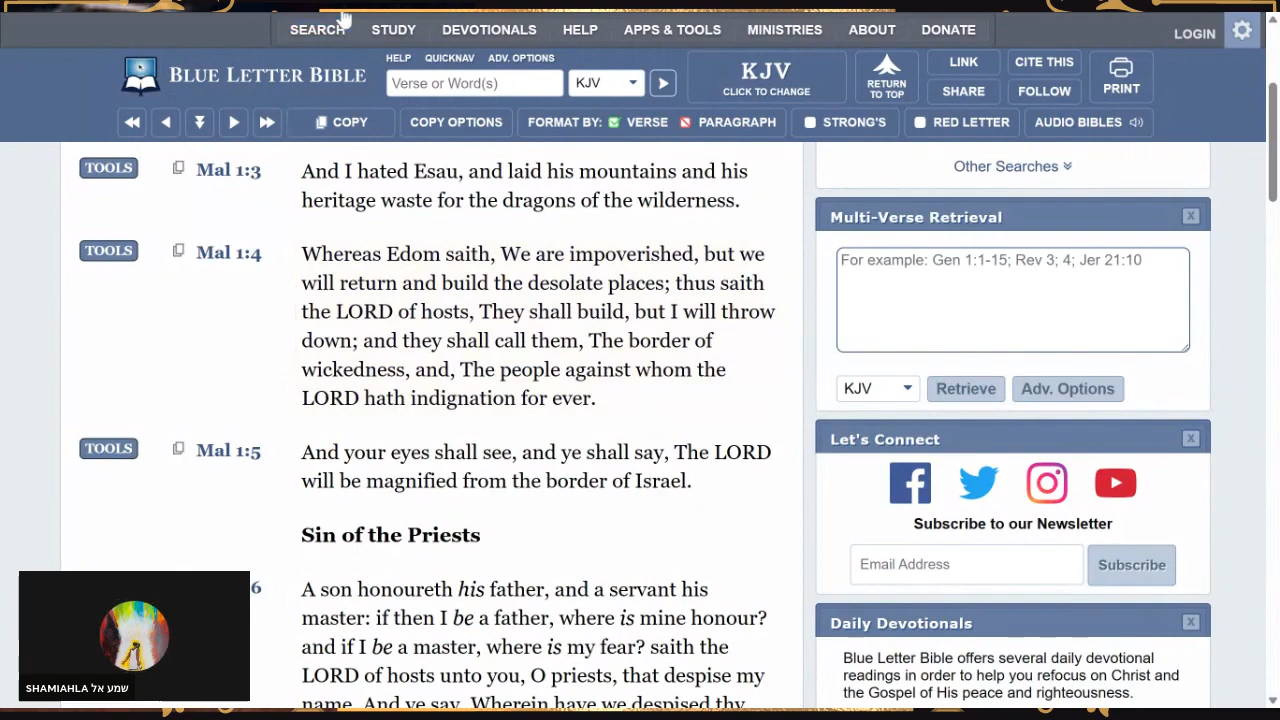 SEARCH STUDY DEVOTIONALS HELP APPS & TOOLS MINISTRIES ABOUT DONATE LOGIN
BLUE LETTER BIBLE
HELP QUICKNAV ADV. OPTIONS
Verse or Word(s) KJV
KJV
CLICK TO CHANGE
RETURN
TO TOP
LINK CITE THIS
SHARE FOLLOW
PRINT
COPY COPY OPTIONS FORMAT BY: VERSE PARAGRAPH STRONG'S RED LETTER AUDIO BIBLES
TOOLS Mal 1:3 And I hated Esau, and laid his mountains and his
heritage waste for the dragons of the wilderness.
TOOLS Mal 1:4 Whereas Edom saith, We are impoverished, but we
will return and build the desolate places; thus saith
the LORD of hosts, They shall build, but I will throw
down; and they shall call them, The border of
wickedness, and, The people against whom the
LORD hath indignation for ever.
TOOLS Mal 1:5 And your eyes shall see, and ye shall say, The LORD
will be magnified from the border of Israel.
Sin of the Priests
6 A son honoureth his father, and a servant his
master: if then I be a father, where is mine honour?
and if I be a master, where is my fear? saith the
LORD of hosts unto you, O priests, that despise my
name. And ye say, Wherein have we despised thy
Other Searches
Multi-Verse Retrieval
For example: Gen 1:1-15; Rev 3; 4; Jer 21:10
KJV Retrieve Adv. Options
Let's Connect
Subscribe to our Newsletter
Email Address Subscribe
Daily Devotionals
Blue Letter Bible offers several daily devotional
readings in order to help you refocus on Christ and
the Gospel of His peace and righteousness.
SHAMIAHLA שמע אל